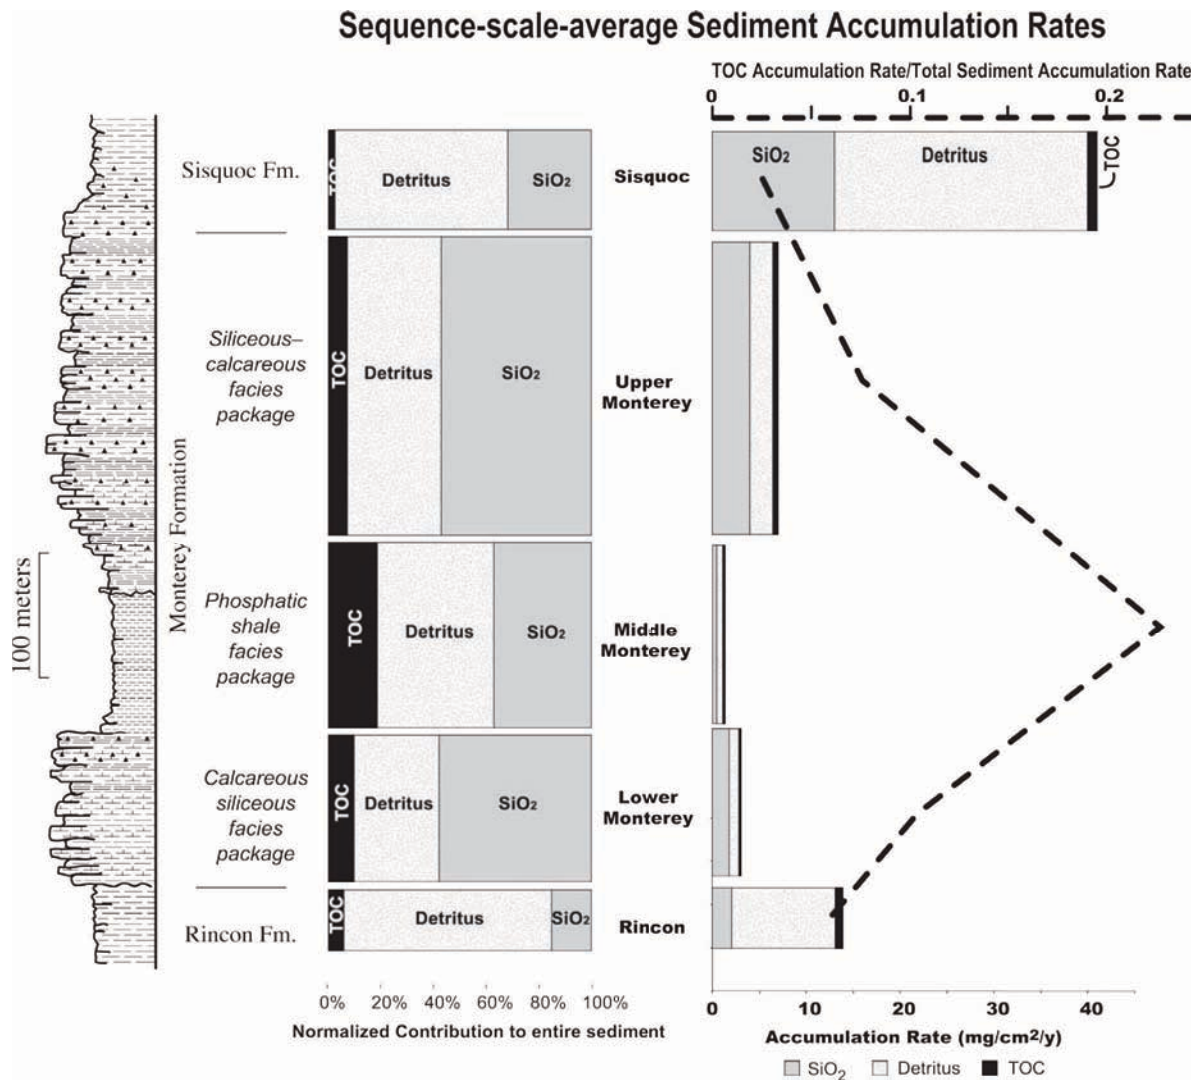 Sequence-scale-average Sediment Accumulation Rates
TOC Accumulation Rate/Total Sediment Accumulation Rate
0 0.1 0.2
Sisquoc Fm.
TOC
Detritus
SiO₂
Sisquoc
SiO₂
Detritus
TOC
Monterey Formation
Siliceous–
calcareous
facies
package
TOC
Detritus
SiO₂
Upper
Monterey
100 meters
Phosphatic
shale
facies
package
TOC
Detritus
SiO₂
Middle
Monterey
Calcareous
siliceous
facies
package
TOC
Detritus
SiO₂
Lower
Monterey
Rincon Fm.
TOC
Detritus
SiO₂
Rincon
0% 20% 40% 60% 80% 100%
Normalized Contribution to entire sediment
0 10 20 30 40
Accumulation Rate (mg/cm²/y)
SiO₂ Detritus TOC